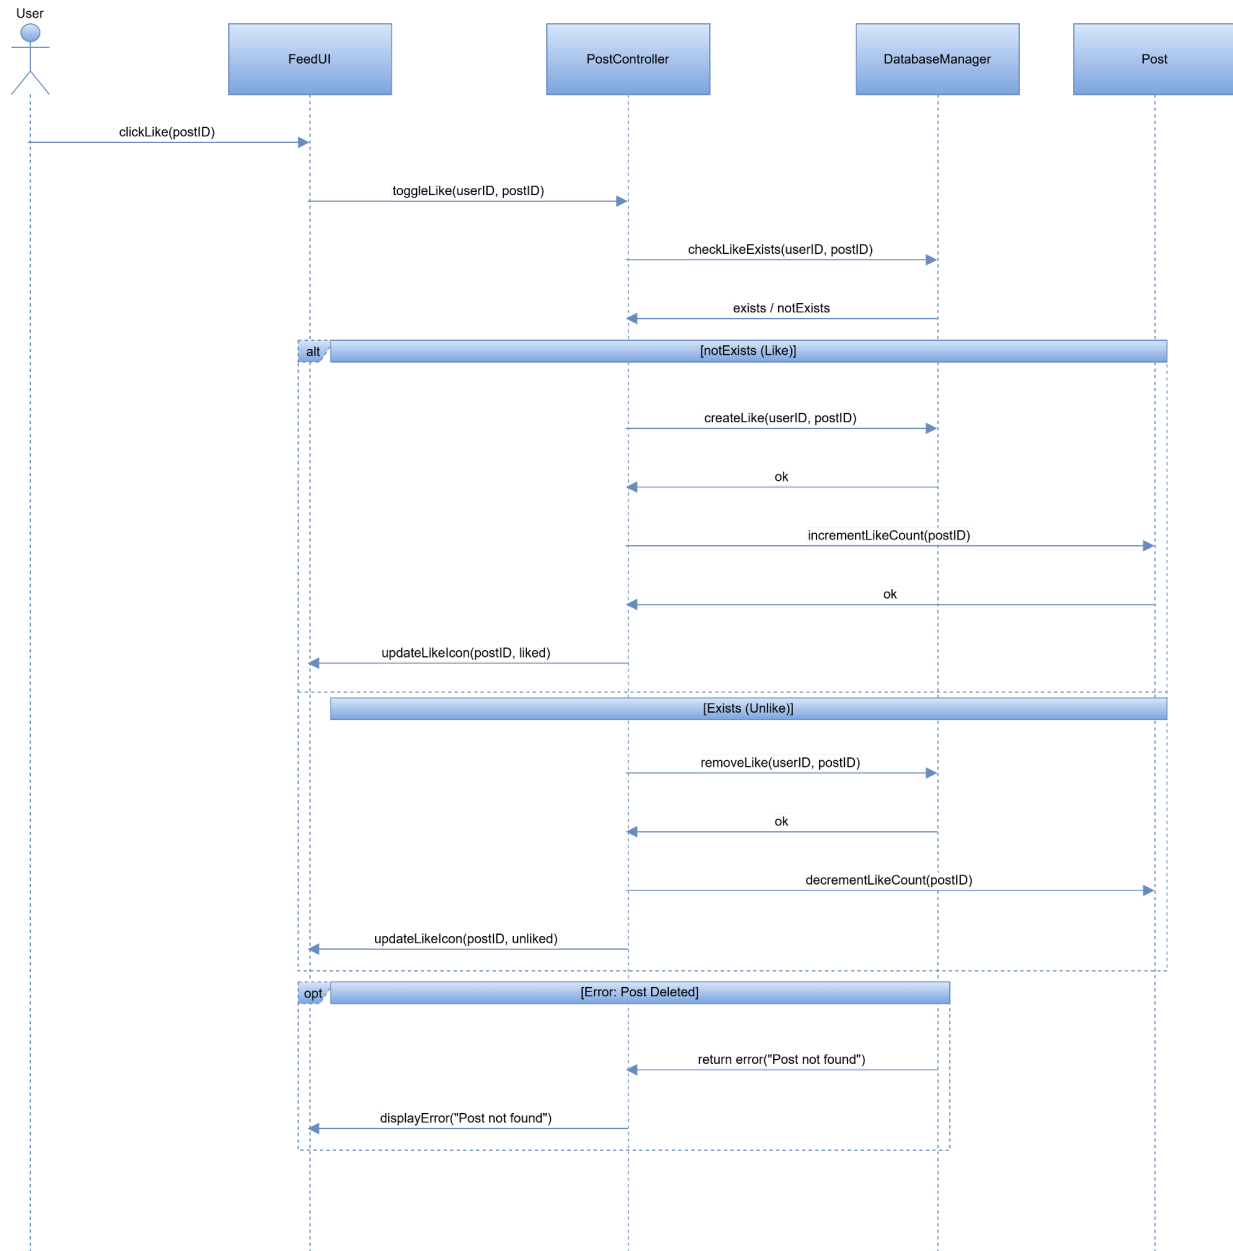 User
FeedUI
PostController
DatabaseManager
Post
clickLike(postID)
toggleLike(userID, postID)
checkLikeExists(userID, postID)
exists / notExists
alt
[notExists (Like)]
createLike(userID, postID)
ok
incrementLikeCount(postID)
ok
updateLikeIcon(postID, liked)
[Exists (Unlike)]
removeLike(userID, postID)
ok
decrementLikeCount(postID)
updateLikeIcon(postID, unliked)
opt
[Error: Post Deleted]
return error("Post not found")
displayError("Post not found")